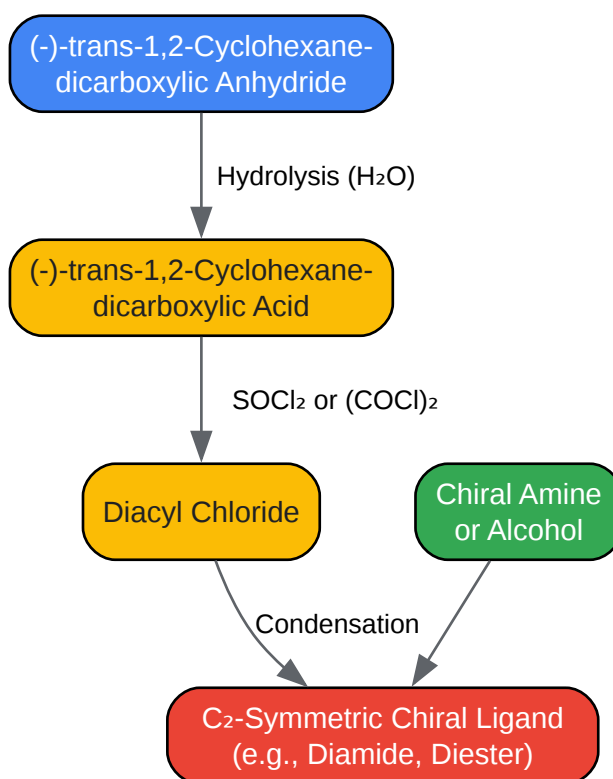 (-)-trans-1,2-Cyclohexane-
dicarboxylic Anhydride
Hydrolysis (H₂O)
(-)-trans-1,2-Cyclohexane-
dicarboxylic Acid
SOCl₂ or (COCl)₂
Diacyl Chloride
Chiral Amine
or Alcohol
Condensation
C₂-Symmetric Chiral Ligand
(e.g., Diamide, Diester)